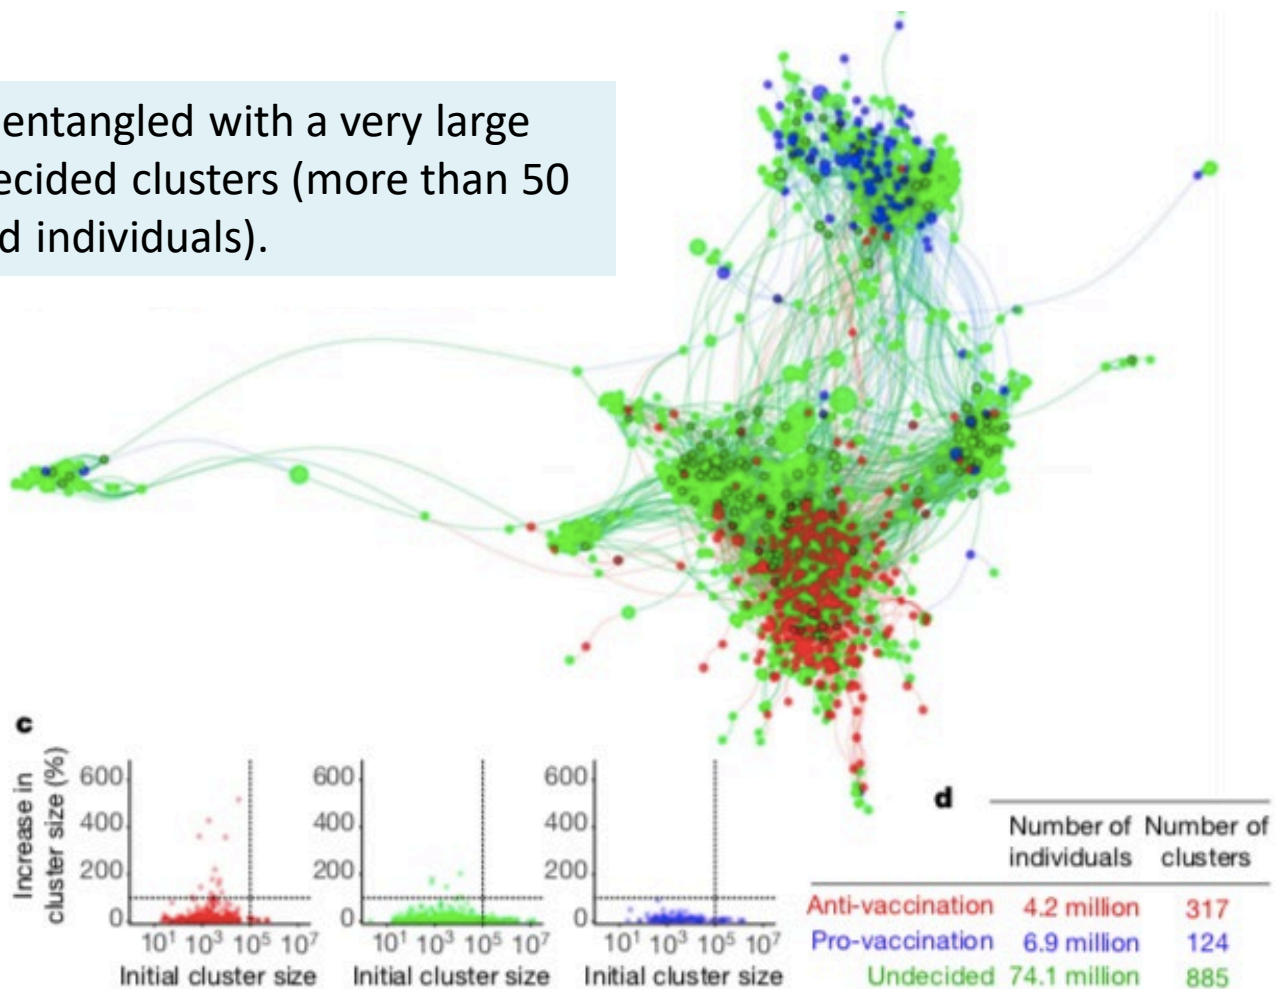 entangled with a very large
ecided clusters (more than 50
d individuals).
c
Increase in
cluster size (%)
600
400
200
0
10¹ 10³ 10⁵ 10⁷
Initial cluster size
600
400
200
0
10¹ 10³ 10⁵ 10⁷
Initial cluster size
600
400
200
0
10¹ 10³ 10⁵ 10⁷
Initial cluster size
d
Number of individuals Number of clusters
Anti-vaccination 4.2 million 317
Pro-vaccination 6.9 million 124
Undecided 74.1 million 885